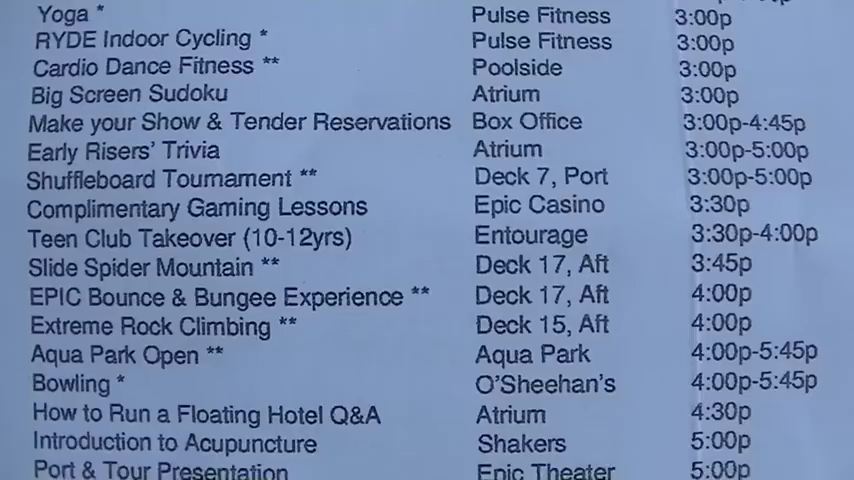 Yoga * Pulse Fitness 3:00p
RYDE Indoor Cycling * Pulse Fitness 3:00p
Cardio Dance Fitness ** Poolside 3:00p
Big Screen Sudoku Atrium 3:00p
Make your Show & Tender Reservations Box Office 3:00p-4:45p
Early Risers' Trivia Atrium 3:00p-5:00p
Shuffleboard Tournament ** Deck 7, Port 3:00p-5:00p
Complimentary Gaming Lessons Epic Casino 3:30p
Teen Club Takeover (10-12yrs) Entourage 3:30p-4:00p
Slide Spider Mountain ** Deck 17, Aft 3:45p
EPIC Bounce & Bungee Experience ** Deck 17, Aft 4:00p
Extreme Rock Climbing ** Deck 15, Aft 4:00p
Aqua Park Open ** Aqua Park 4:00p-5:45p
Bowling * O'Sheehan's 4:00p-5:45p
How to Run a Floating Hotel Q&A Atrium 4:30p
Introduction to Acupuncture Shakers 5:00p
Port & Tour Presentation Epic Theater 5:00p